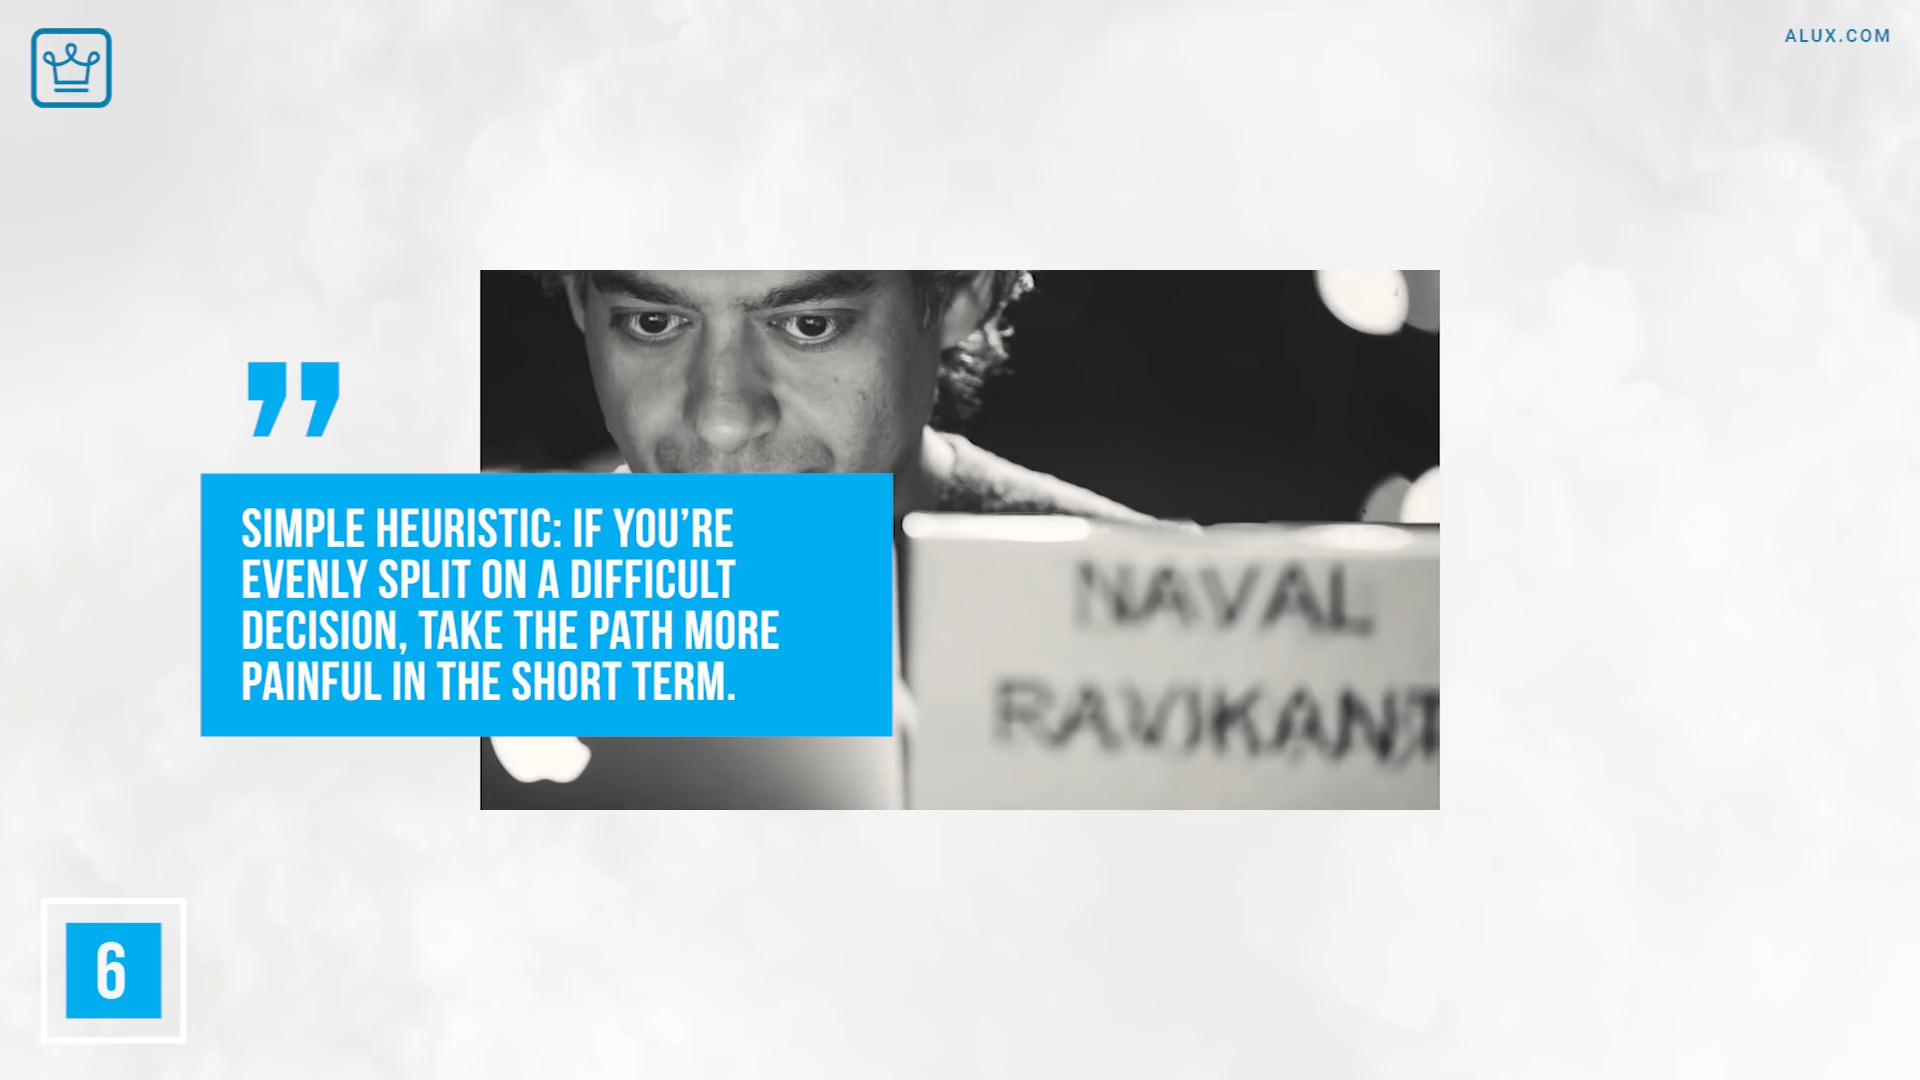 ALUX.COM
”
SIMPLE HEURISTIC: IF YOU’RE
EVENLY SPLIT ON A DIFFICULT
DECISION, TAKE THE PATH MORE
PAINFUL IN THE SHORT TERM.
NAVAL
RAVIKANT
6